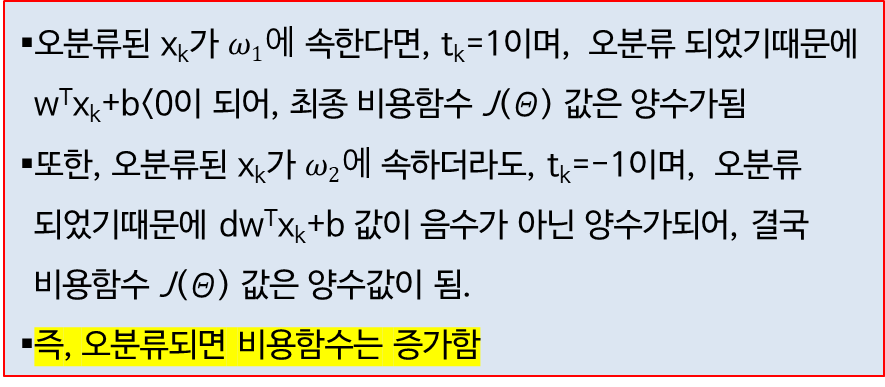 ▪오분류된 xₖ가 ω₁에 속한다면, tₖ=1이며, 오분류 되었기때문에
wᵀxₖ+b<0이 되어, 최종 비용함수 J(Θ) 값은 양수가됨
▪또한, 오분류된 xₖ가 ω₂에 속하더라도, tₖ=-1이며, 오분류
되었기때문에 dwᵀxₖ+b 값이 음수가 아닌 양수가되어, 결국
비용함수 J(Θ) 값은 양수값이 됨.
▪즉, 오분류되면 비용함수는 증가함